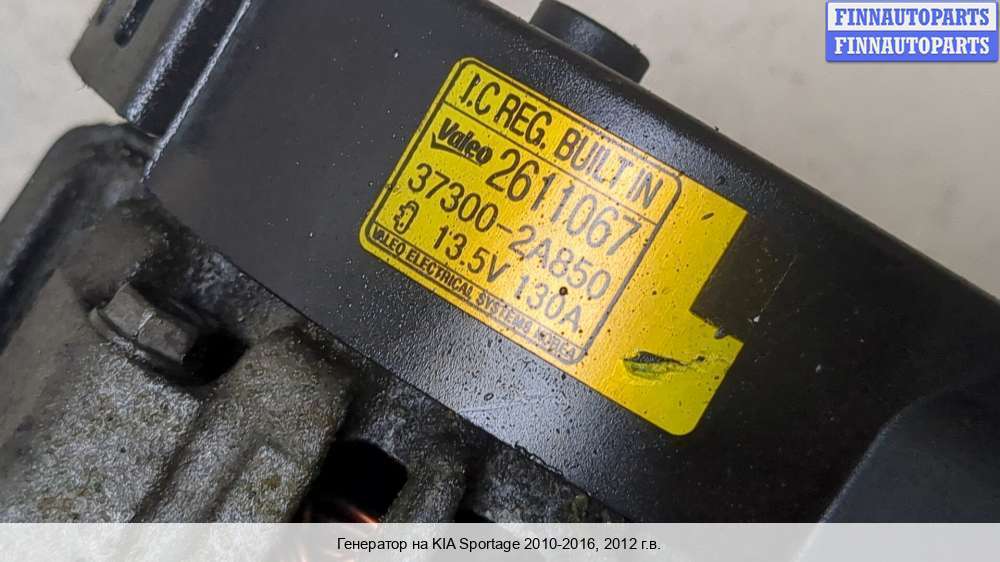 FINNAUTOPARTS
FINNAUTOPARTS
I.C REG. BUILT IN
Valeo 2611067
37300-2A850
13.5V 130A
VALEO ELECTRICAL SYSTEMS KOREA
Генератор на KIA Sportage 2010-2016, 2012 г.в.